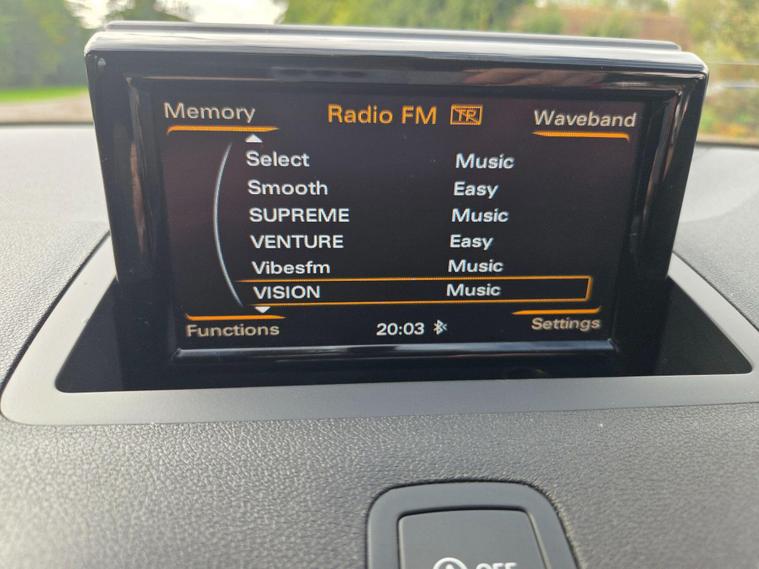 Memory Radio FM TP Waveband
Select Music
Smooth Easy
SUPREME Music
VENTURE Easy
Vibesfm Music
VISION Music
Functions 20:03 Settings
OFF